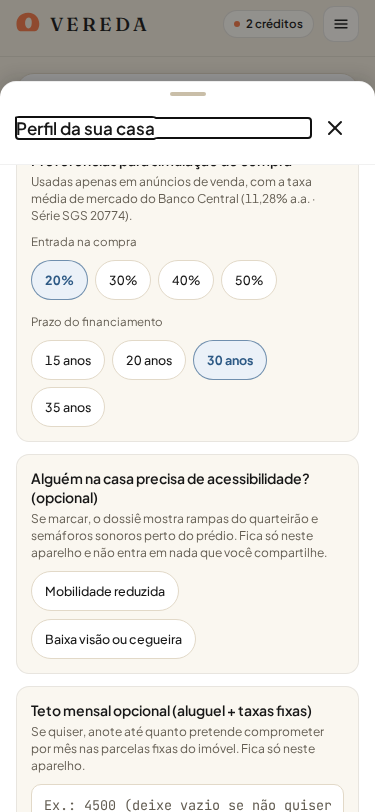 VEREDA
2 créditos
Perfil da sua casa
Preferências para simulação de compra
Usadas apenas em anúncios de venda, com a taxa
média de mercado do Banco Central (11,28% a.a. ·
Série SGS 20774).
Entrada na compra
20%
30%
40%
50%
Prazo do financiamento
15 anos
20 anos
30 anos
35 anos
Alguém na casa precisa de acessibilidade?
(opcional)
Se marcar, o dossiê mostra rampas do quarteirão e
semáforos sonoros perto do prédio. Fica só neste
aparelho e não entra em nada que você compartilhe.
Mobilidade reduzida
Baixa visão ou cegueira
Teto mensal opcional (aluguel + taxas fixas)
Se quiser, anote até quanto pretende comprometer
por mês nas parcelas fixas do imóvel. Fica só neste
aparelho.
Ex.: 4500 (deixe vazio se não quiser